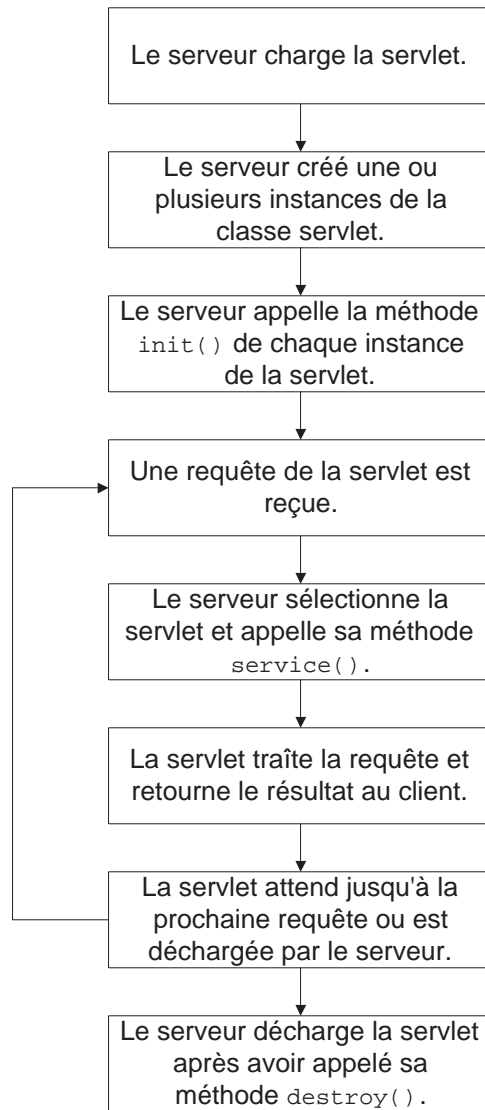 Le serveur charge la servlet.
Le serveur créé une ou
plusieurs instances de la
classe servlet.
Le serveur appelle la méthode
init() de chaque instance
de la servlet.
Une requête de la servlet est
reçue.
Le serveur sélectionne la
servlet et appelle sa méthode
service().
La servlet traîte la requête et
retourne le résultat au client.
La servlet attend jusqu'à la
prochaine requête ou est
déchargée par le serveur.
Le serveur décharge la servlet
après avoir appelé sa
méthode destroy().